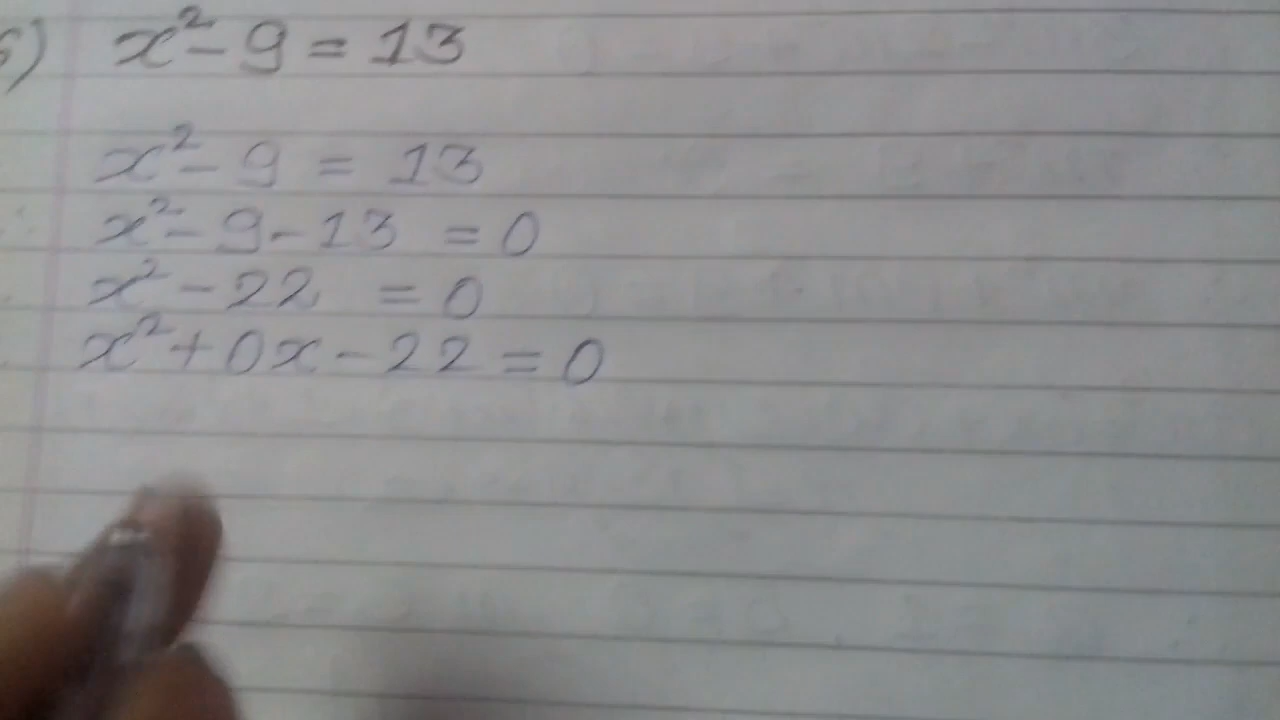 ) x² - 9 = 13
x² - 9 = 13
x² - 9 - 13 = 0
x² - 22 = 0
x² + 0x - 22 = 0